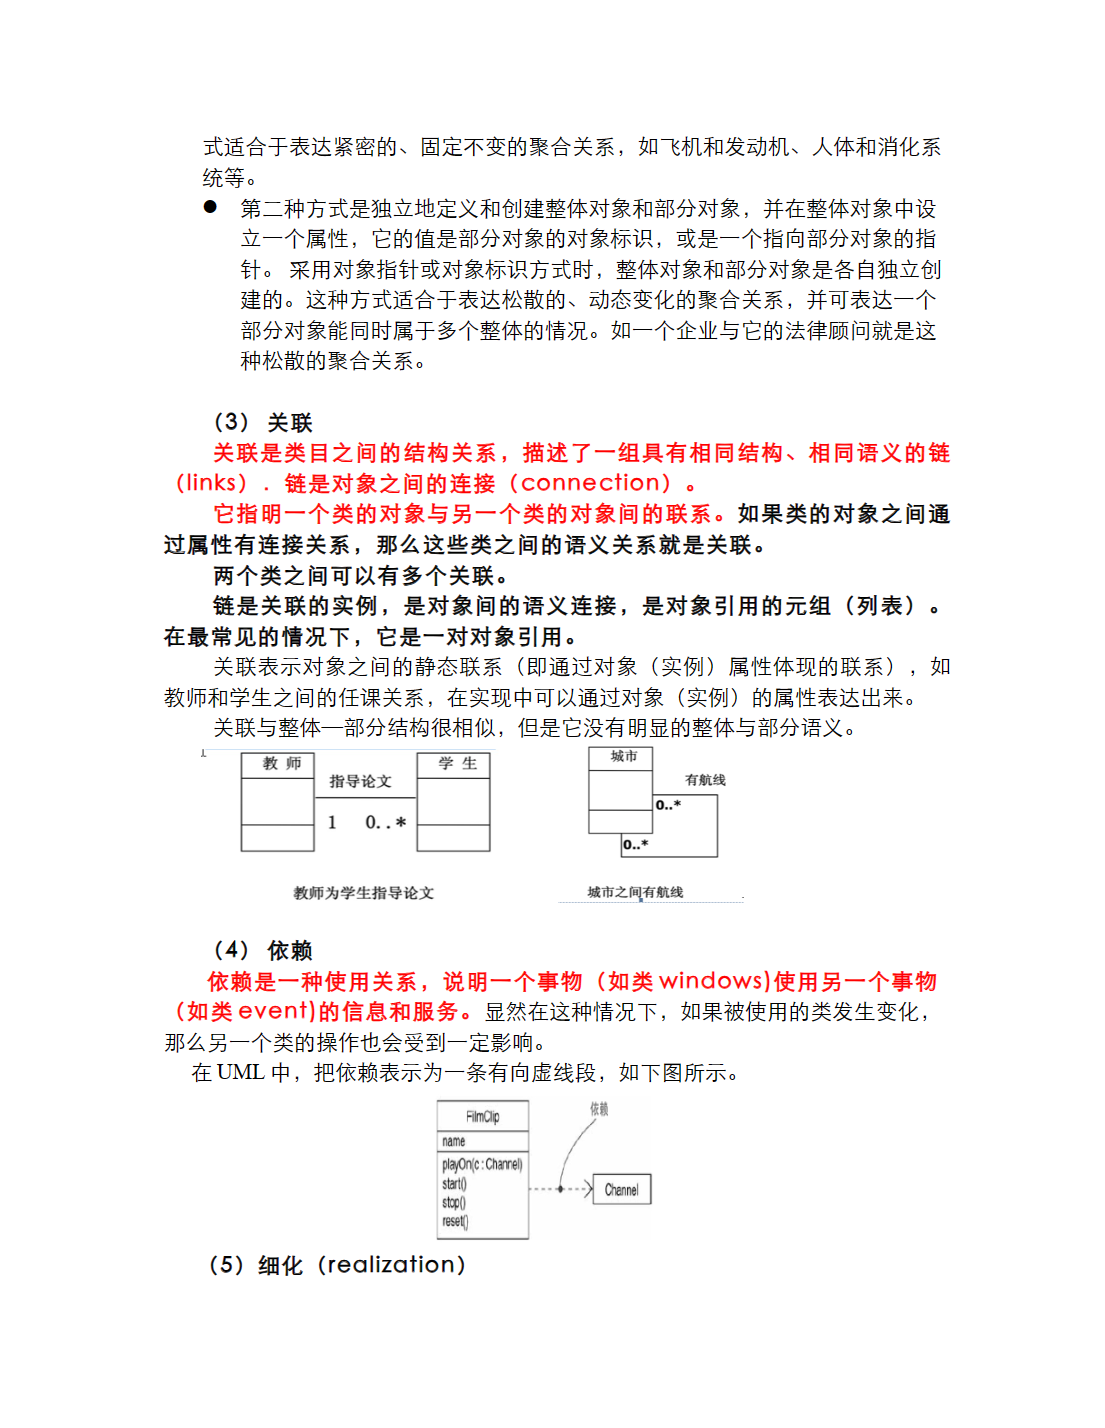 式适合于表达紧密的、固定不变的聚合关系，如飞机和发动机、人体和消化系
统等。
● 第二种方式是独立地定义和创建整体对象和部分对象，并在整体对象中设
立一个属性，它的值是部分对象的对象标识，或是一个指向部分对象的指
针。 采用对象指针或对象标识方式时，整体对象和部分对象是各自独立创
建的。这种方式适合于表达松散的、动态变化的聚合关系，并可表达一个
部分对象能同时属于多个整体的情况。如一个企业与它的法律顾问就是这
种松散的聚合关系。
（3） 关联
关联是类目之间的结构关系，描述了一组具有相同结构、相同语义的链
（links）. 链是对象之间的连接（connection）。
它指明一个类的对象与另一个类的对象间的联系。如果类的对象之间通
过属性有连接关系，那么这些类之间的语义关系就是关联。
两个类之间可以有多个关联。
链是关联的实例，是对象间的语义连接，是对象引用的元组（列表）。
在最常见的情况下，它是一对对象引用。
关联表示对象之间的静态联系（即通过对象（实例）属性体现的联系），如
教师和学生之间的任课关系，在实现中可以通过对象（实例）的属性表达出来。
关联与整体—部分结构很相似，但是它没有明显的整体与部分语义。
教 师
指导论文
学 生
1 0..*
教师为学生指导论文
城市
有航线
0..*
0..*
城市之间有航线
（4） 依赖
依赖是一种使用关系，说明一个事物（如类 windows)使用另一个事物
（如类 event)的信息和服务。显然在这种情况下，如果被使用的类发生变化，
那么另一个类的操作也会受到一定影响。
在 UML 中，把依赖表示为一条有向虚线段，如下图所示。
FilmClip
name
playOn(c : Channel)
start()
stop()
reset()
依赖
Channel
（5）细化（realization）